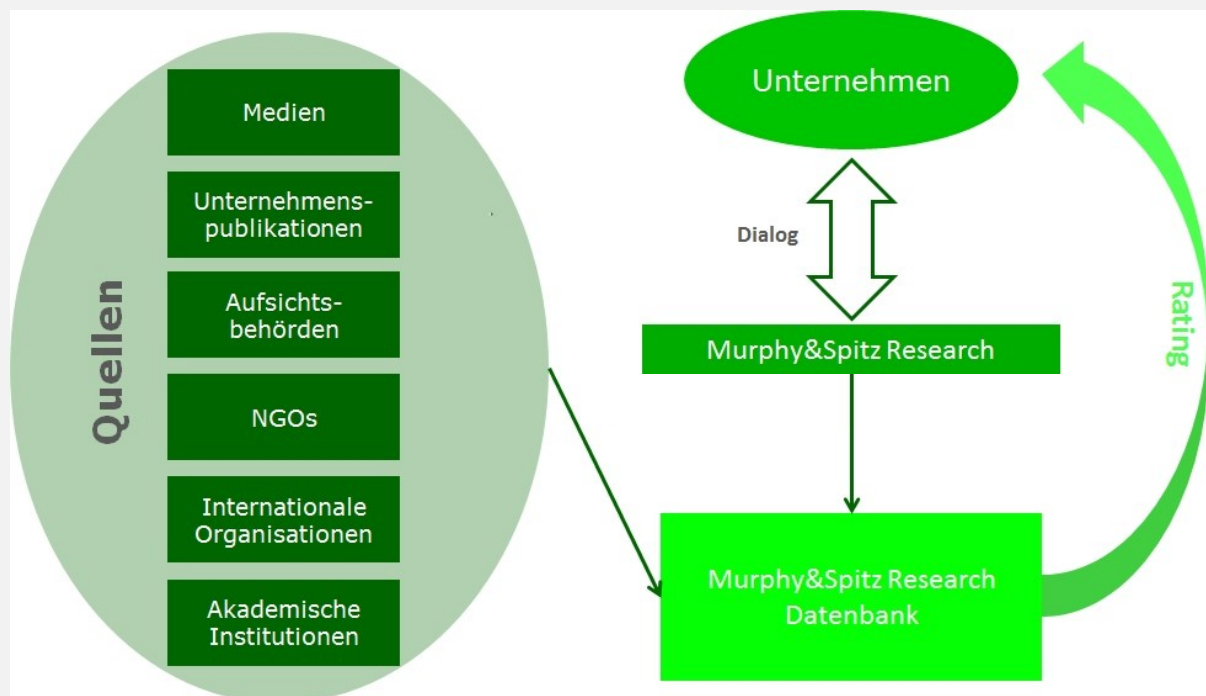 Quellen
Medien
Unternehmens-
publikationen
Aufsichts-
behörden
NGOs
Internationale
Organisationen
Akademische
Institutionen
Unternehmen
Dialog
Murphy&Spitz Research
Murphy&Spitz Research
Datenbank
Rating